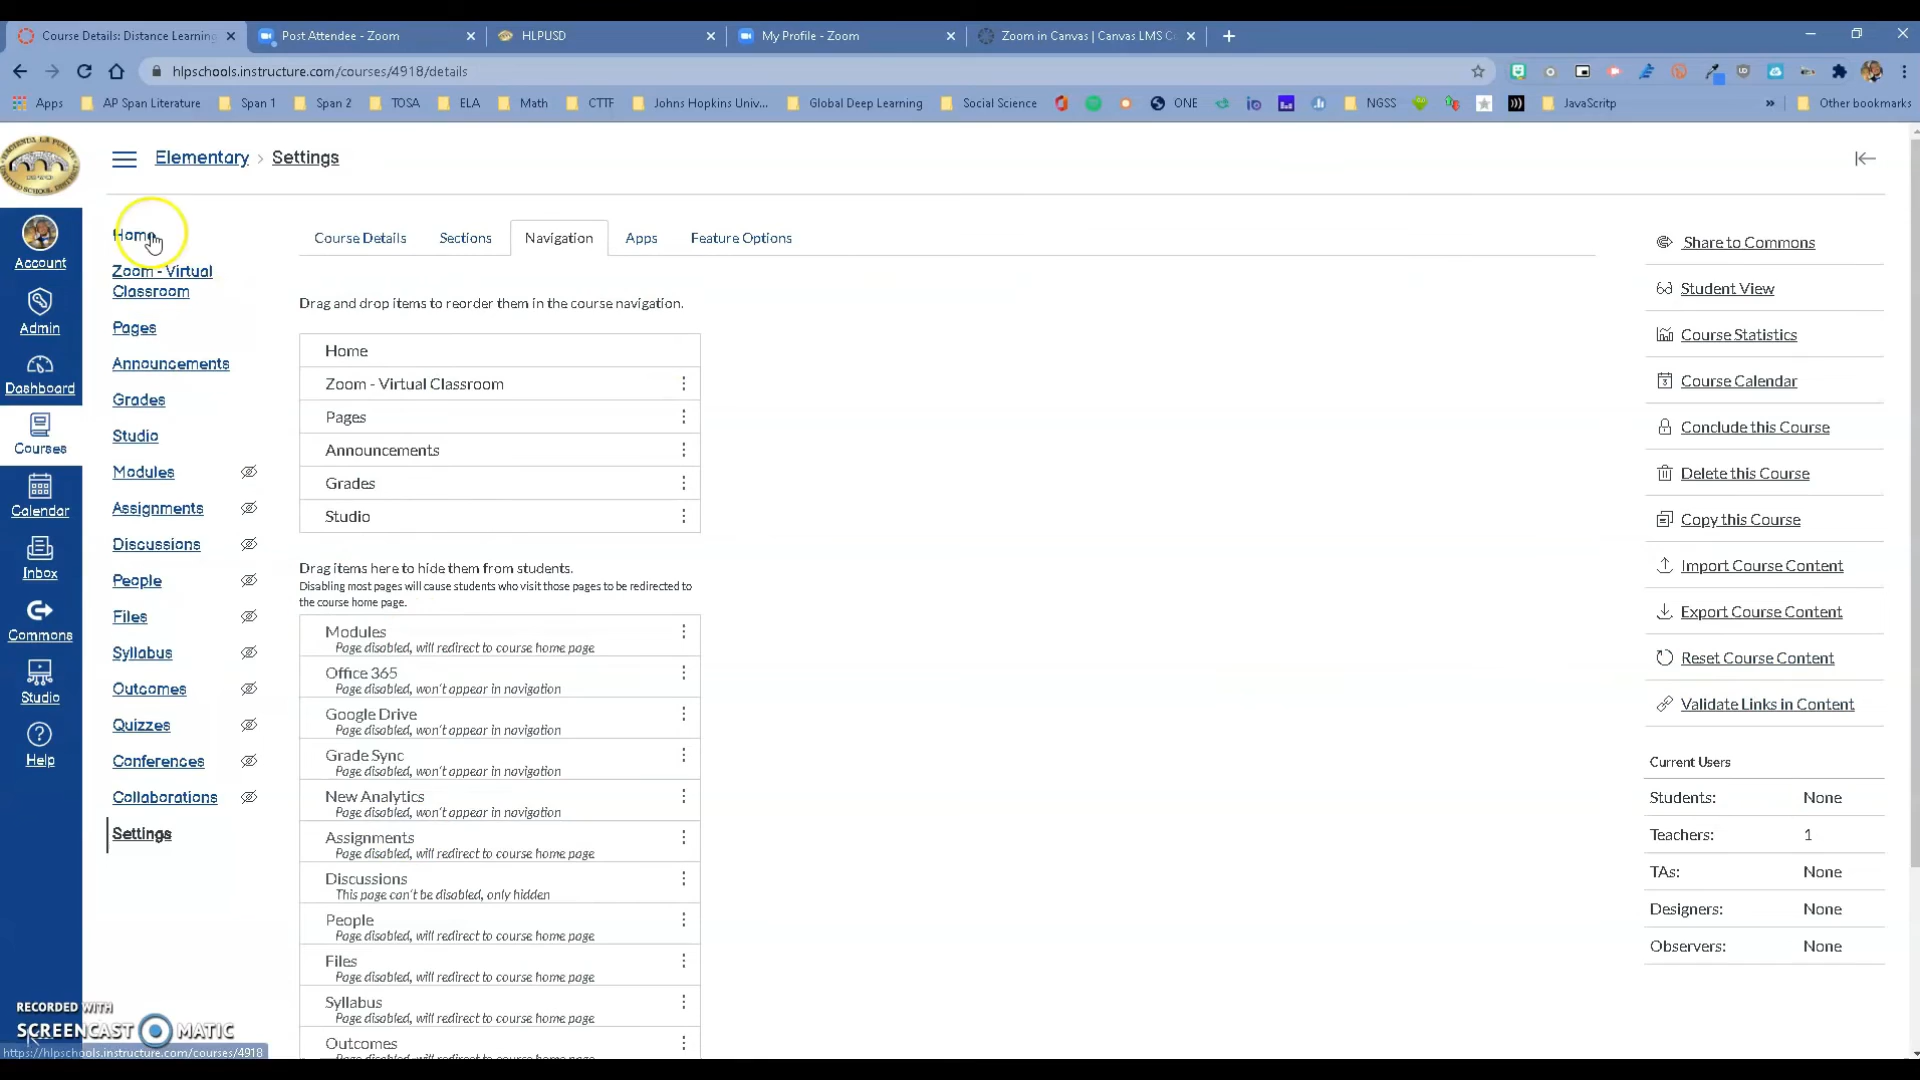 Course Details: Distance Learning
Post Attendee - Zoom
HLPUSD
My Profile - Zoom
Zoom in Canvas | Canvas LMS C
hlpschools.instructure.com/courses/4918/details
Apps
AP Span Literature
Span 1
Span 2
TOSA
ELA
Math
CTTF
Johns Hopkins Univ...
Global Deep Learning
Social Science
ONE
NGSS
JavaScritp
Other bookmarks
Elementary > Settings
Account
Admin
Dashboard
Courses
Calendar
Inbox
Commons
Studio
Help
Home
Zoom - Virtual
Classroom
Pages
Announcements
Grades
Studio
Modules
Assignments
Discussions
People
Files
Syllabus
Outcomes
Quizzes
Conferences
Collaborations
Settings
Course Details
Sections
Navigation
Apps
Feature Options
Drag and drop items to reorder them in the course navigation.
Home
Zoom - Virtual Classroom
Pages
Announcements
Grades
Studio
Drag items here to hide them from students.
Disabling most pages will cause students who visit those pages to be redirected to
the course home page.
Modules
Page disabled, will redirect to course home page
Office 365
Page disabled, won't appear in navigation
Google Drive
Page disabled, won't appear in navigation
Grade Sync
Page disabled, won't appear in navigation
New Analytics
Page disabled, won't appear in navigation
Assignments
Page disabled, will redirect to course home page
Discussions
This page can't be disabled, only hidden
People
Page disabled, will redirect to course home page
Files
Page disabled, will redirect to course home page
Syllabus
Page disabled, will redirect to course home page
Outcomes
Share to Commons
Student View
Course Statistics
Course Calendar
Conclude this Course
Delete this Course
Copy this Course
Import Course Content
Export Course Content
Reset Course Content
Validate Links in Content
Current Users
Students: None
Teachers: 1
TAs: None
Designers: None
Observers: None
RECORDED WITH
SCREENCAST MATIC
https://hlpschools.instructure.com/courses/4918